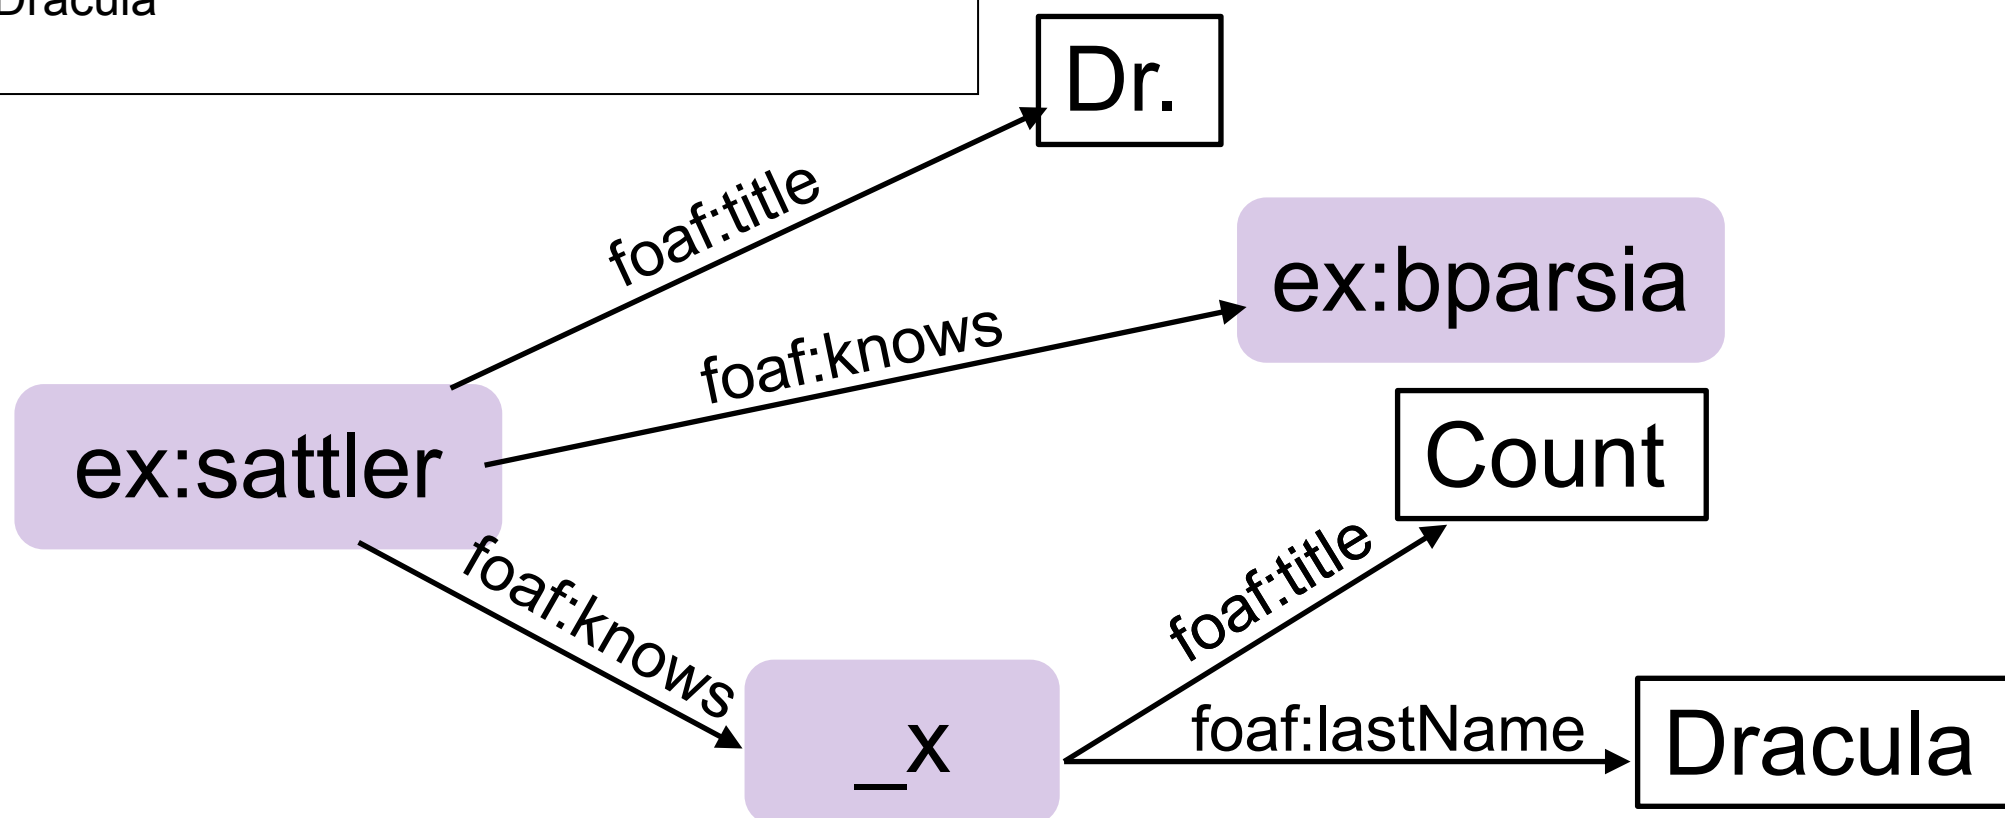 Dracula
Dr.
foaf:title
ex:bparsia
foaf:knows
Count
ex:sattler
foaf:title
foaf:knows
foaf:lastName
Dracula
_x